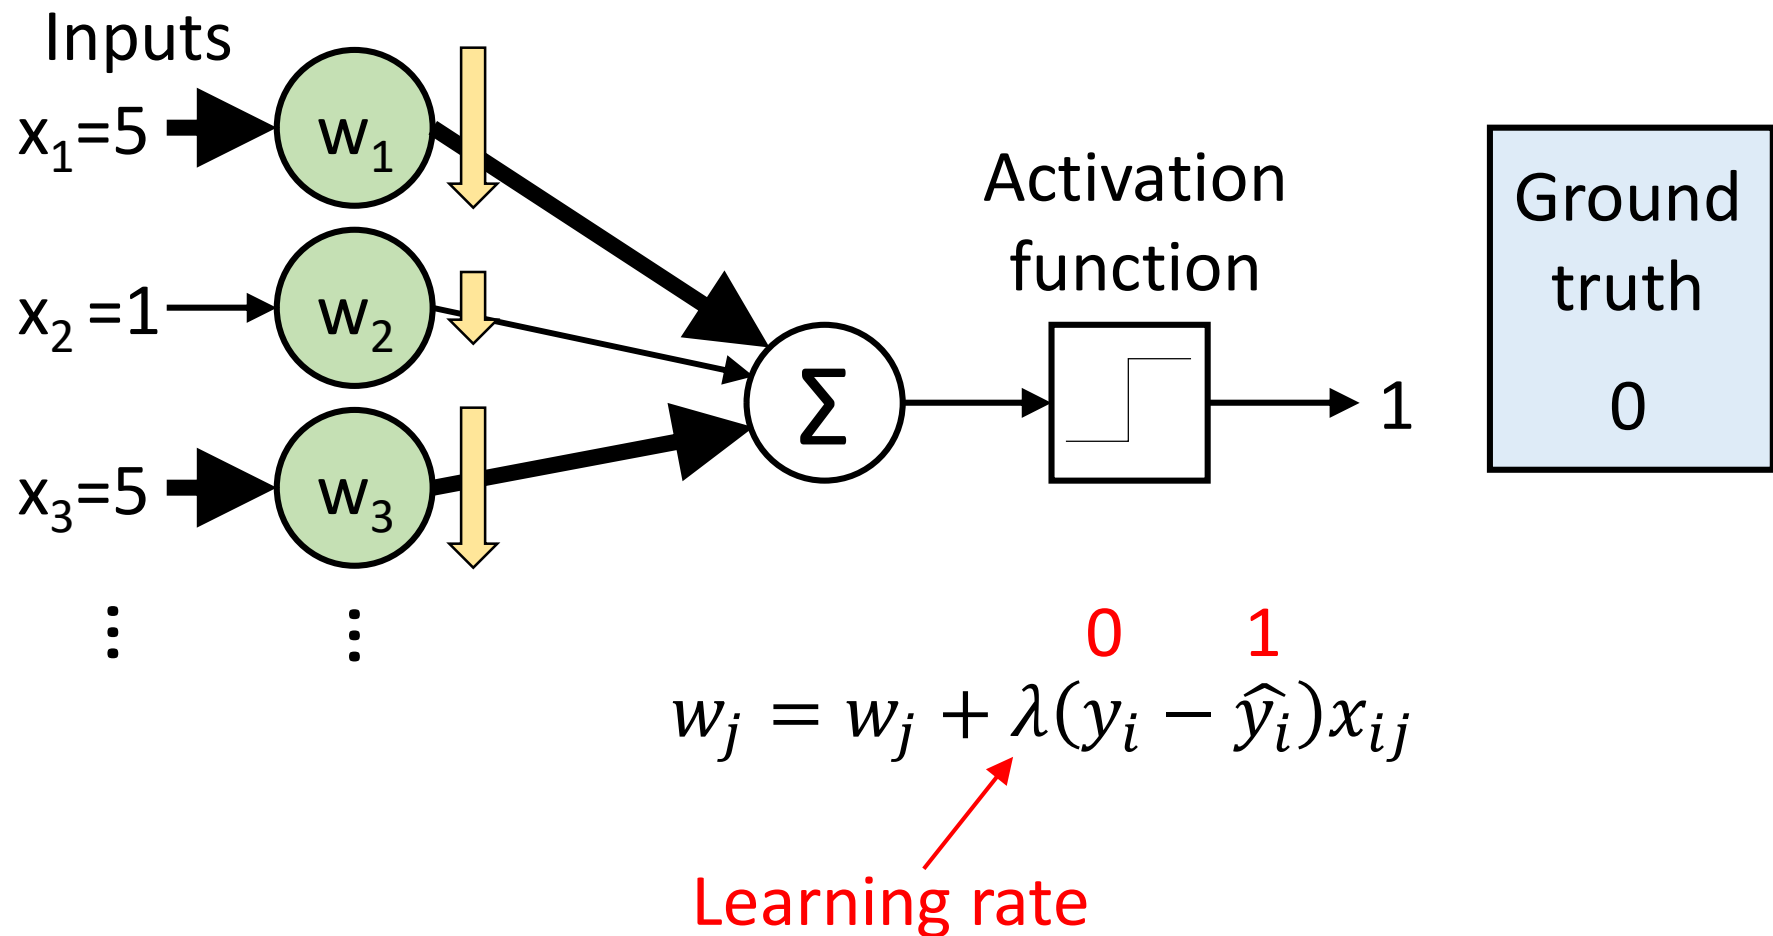 Inputs
x₁=5
w₁
x₂ =1
w₂
x₃=5
w₃
⋮ ⋮
Σ
Activation
function
1
Ground
truth
0
0 1
wⱼ = wⱼ + λ(yᵢ − ŷᵢ)xᵢⱼ
Learning rate